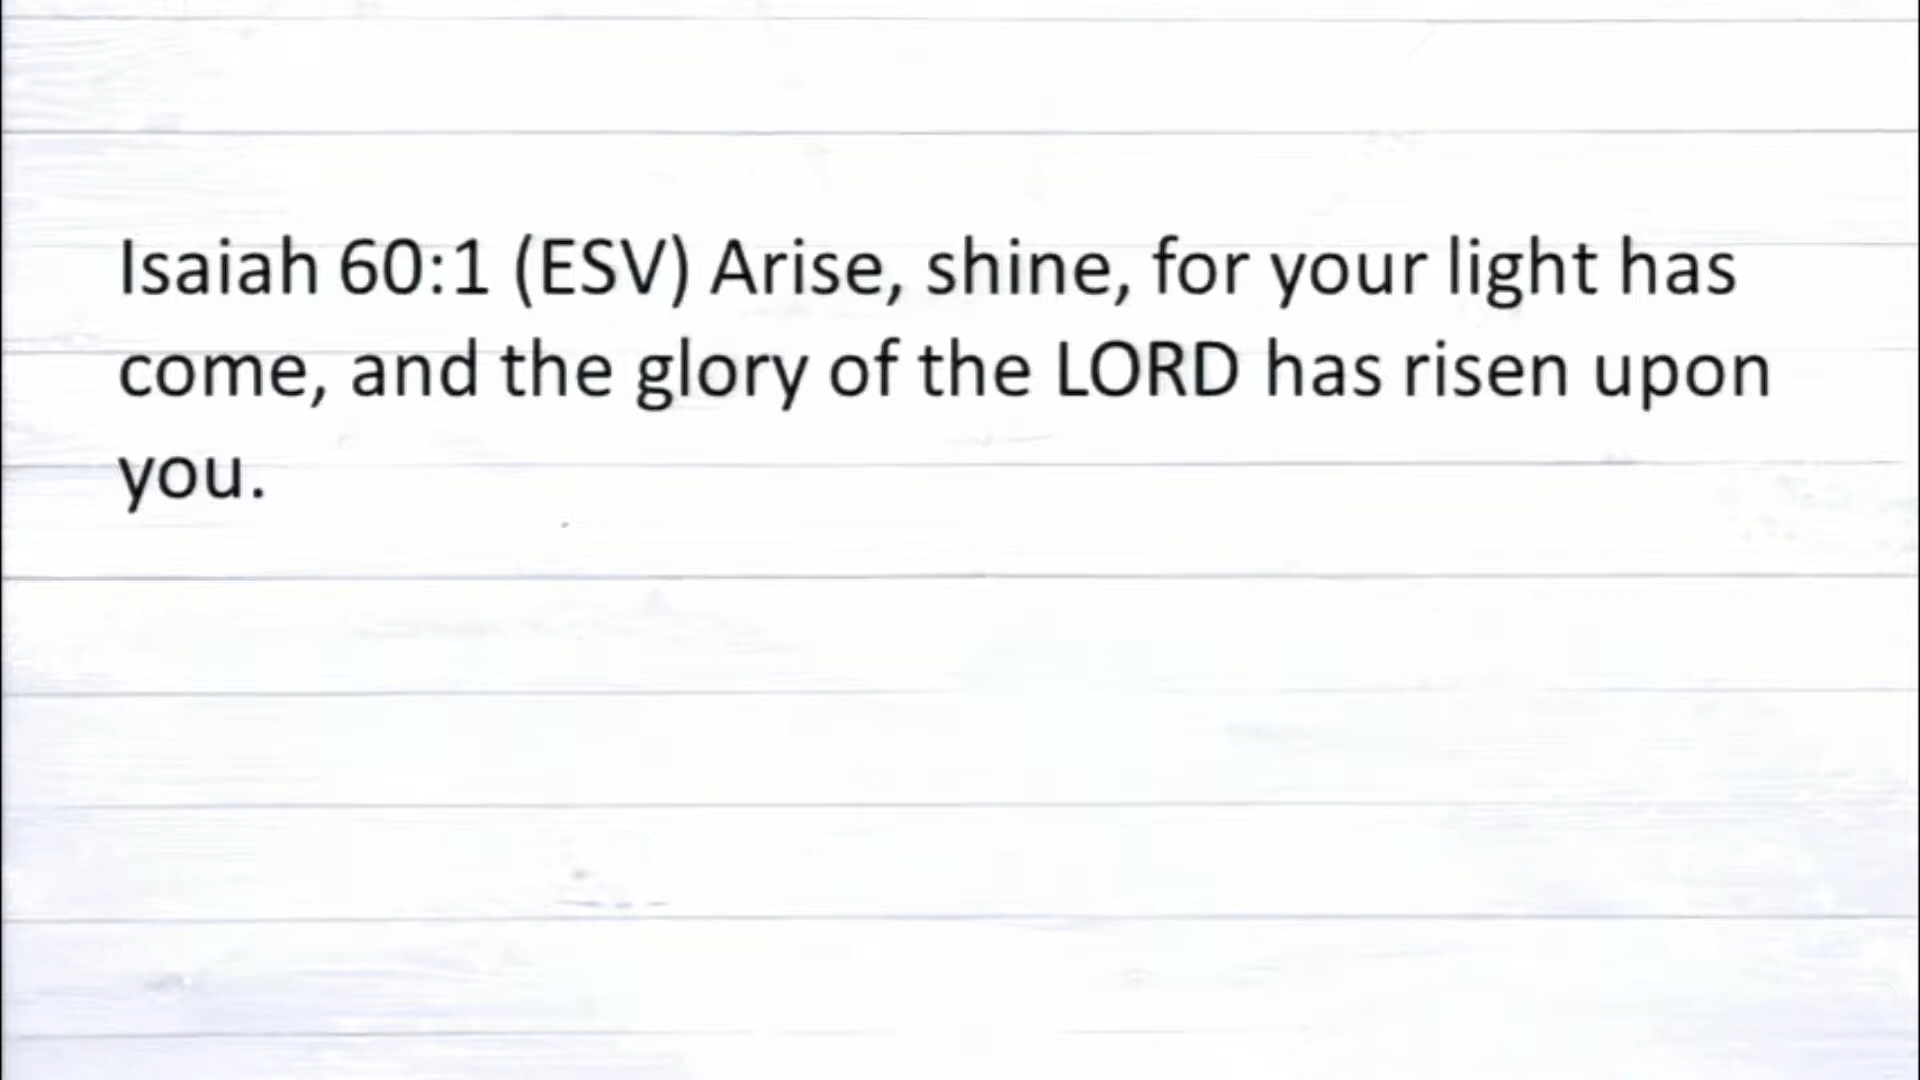 Isaiah 60:1 (ESV) Arise, shine, for your light has
come, and the glory of the LORD has risen upon
you.